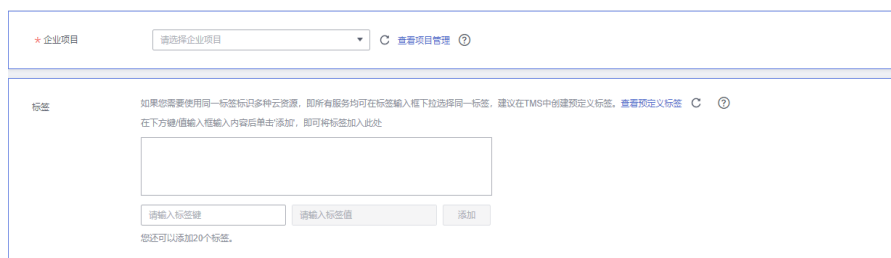 * 企业项目
请选择企业项目
查看项目管理
标签
如果您需要使用同一标签标识多种云资源，即所有服务均可在标签输入框下拉选择同一标签，建议在TMS中创建预定义标签。查看预定义标签
在下方键/值输入框输入内容后单击'添加'，即可将标签加入此处
请输入标签键
请输入标签值
添加
您还可以添加20个标签。